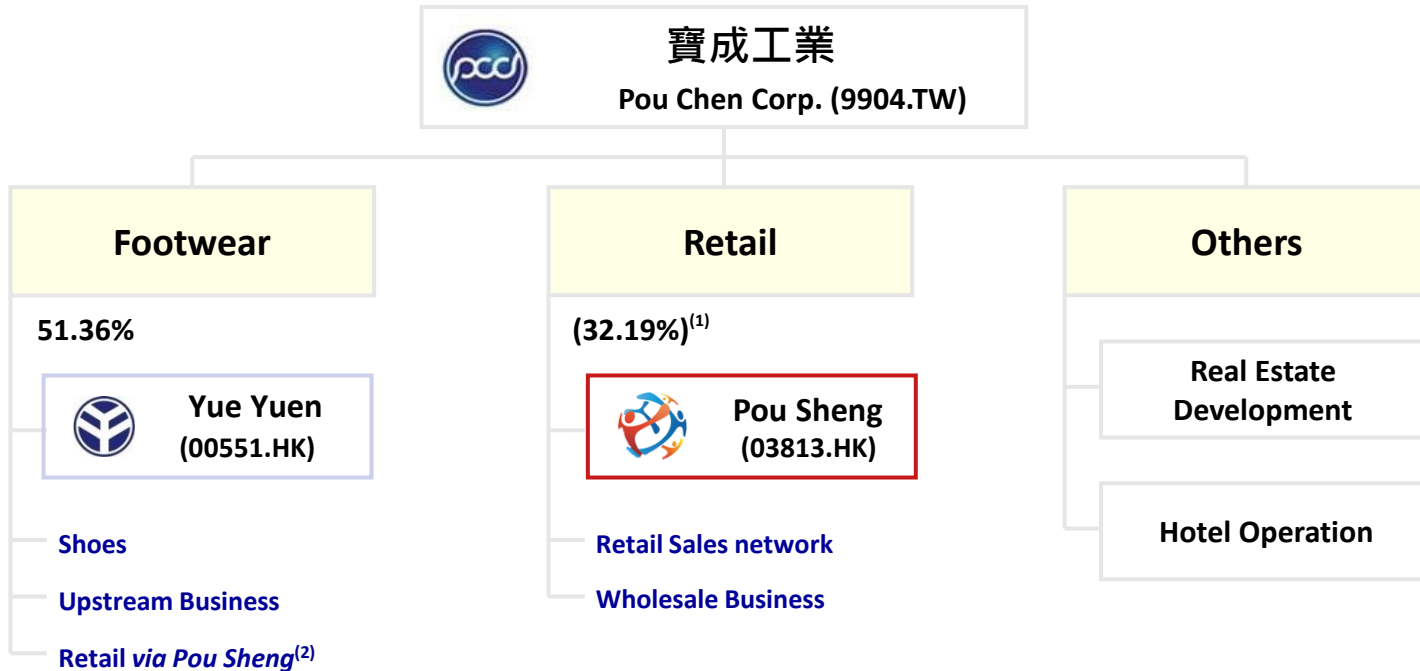 pcc
寶成工業
Pou Chen Corp. (9904.TW)
Footwear
51.36%
Yue Yuen
(00551.HK)
Shoes
Upstream Business
Retail via Pou Sheng(2)
Retail
(32.19%)(1)
Pou Sheng
(03813.HK)
Retail Sales network
Wholesale Business
Others
Real Estate
Development
Hotel Operation